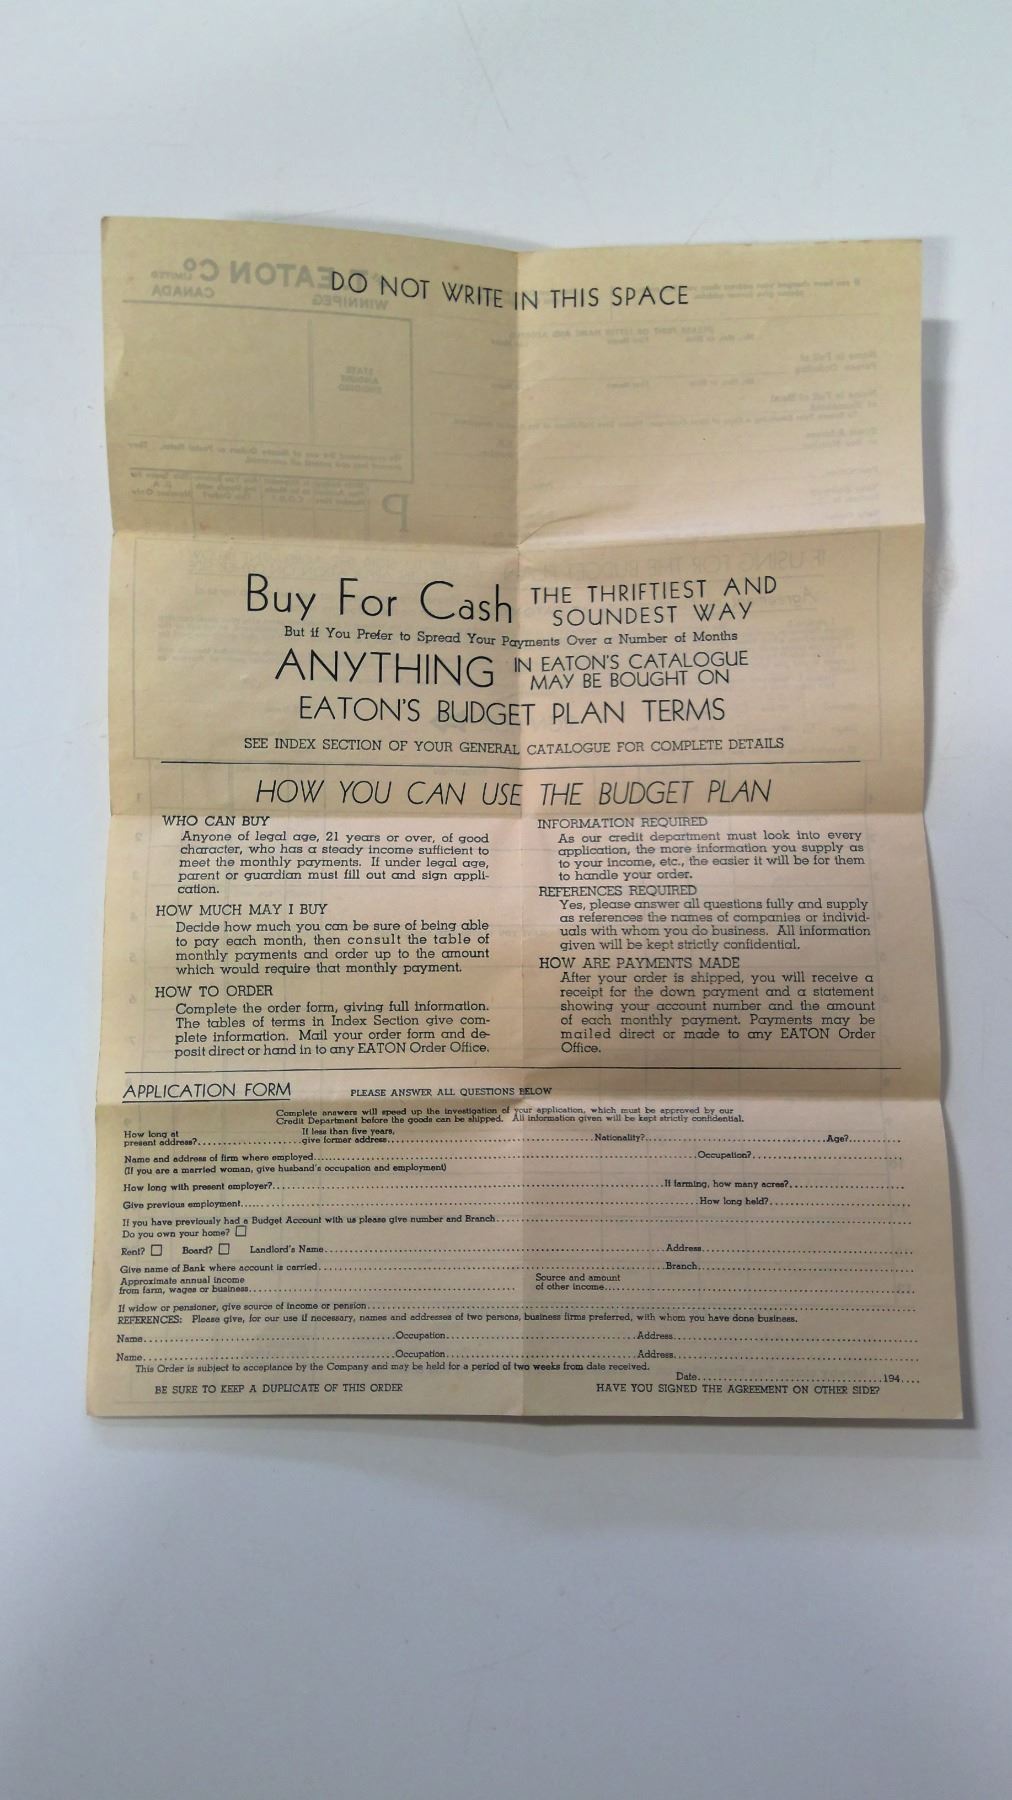 DO NOT WRITE IN THIS SPACE
Buy For Cash THE THRIFTIEST AND
SOUNDEST WAY
But if You Prefer to Spread Your Payments Over a Number of Months
ANYTHING IN EATON'S CATALOGUE
MAY BE BOUGHT ON
EATON'S BUDGET PLAN TERMS
SEE INDEX SECTION OF YOUR GENERAL CATALOGUE FOR COMPLETE DETAILS
HOW YOU CAN USE THE BUDGET PLAN
WHO CAN BUY
Anyone of legal age, 21 years or over, of good
character, who has a steady income sufficient to
meet the monthly payments. If under legal age,
parent or guardian must fill out and sign appli-
cation.
HOW MUCH MAY I BUY
Decide how much you can be sure of being able
to pay each month, then consult the table of
monthly payments and order up to the amount
which would require that monthly payment.
HOW TO ORDER
Complete the order form, giving full information.
The tables of terms in Index Section give com-
plete information. Mail your order form and de-
posit direct or hand in to any EATON Order Office.
INFORMATION REQUIRED
As our credit department must look into every
application, the more information you supply as
to your income, etc., the easier it will be for them
to handle your order.
REFERENCES REQUIRED
Yes, please answer all questions fully and supply
as references the names of companies or individ-
uals with whom you do business. All information
given will be kept strictly confidential.
HOW ARE PAYMENTS MADE
After your order is shipped, you will receive a
receipt for the down payment and a statement
showing your account number and the amount
of each monthly payment. Payments may be
mailed direct or made to any EATON Order
Office.
APPLICATION FORM PLEASE ANSWER ALL QUESTIONS BELOW
Complete answers will speed up the investigation of your application, which must be approved by our
Credit Department before the goods can be shipped. All information given will be kept strictly confidential.
How long at If less than five years,
present address? give former address Nationality? Age?
Name and address of firm where employed Occupation?
(If you are a married woman, give husband's occupation and employment)
How long with present employer? If farming, how many acres?
Give previous employment How long held?
If you have previously had a Budget Account with us please give number and Branch
Do you own your home?
Rent? Board? Landlord's Name Address
Give name of Bank where account is carried Branch
Approximate annual income Source and amount
from farm, wages or business of other income
If widow or pensioner, give source of income or pension
REFERENCES: Please give, for our use if necessary, names and addresses of two persons, business firms preferred, with whom you have done business.
Name Occupation Address
Name Occupation Address
This Order is subject to acceptance by the Company and may be held for a period of two weeks from date received.
Date 194
BE SURE TO KEEP A DUPLICATE OF THIS ORDER HAVE YOU SIGNED THE AGREEMENT ON OTHER SIDE?